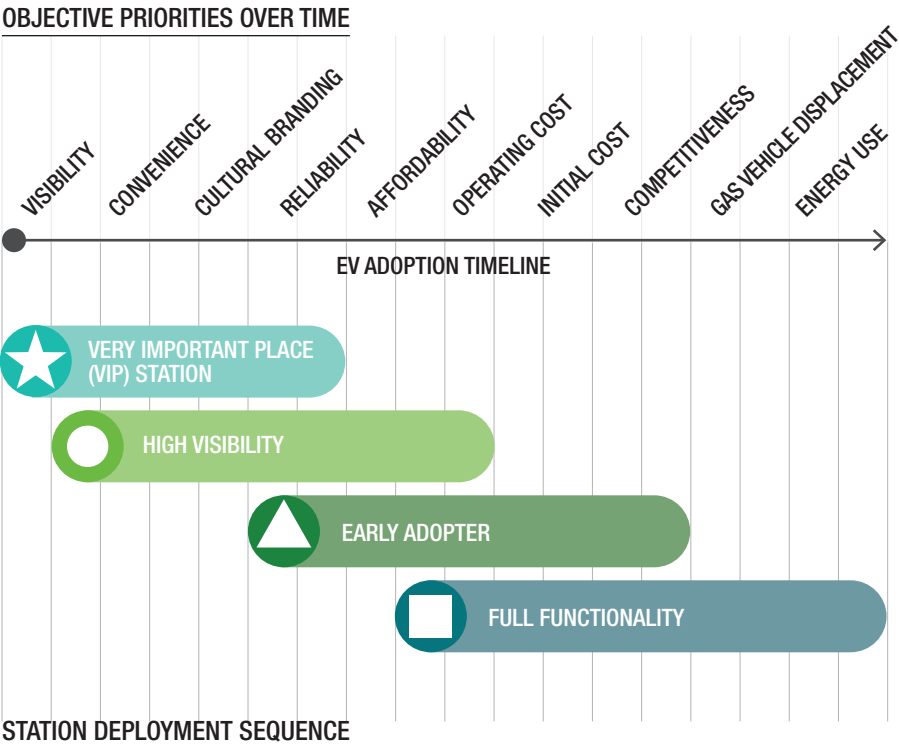 OBJECTIVE PRIORITIES OVER TIME
VISIBILITY
CONVENIENCE
CULTURAL BRANDING
RELIABILITY
AFFORDABILITY
OPERATING COST
INITIAL COST
COMPETITIVENESS
GAS VEHICLE DISPLACEMENT
ENERGY USE
EV ADOPTION TIMELINE
VERY IMPORTANT PLACE
(VIP) STATION
HIGH VISIBILITY
EARLY ADOPTER
FULL FUNCTIONALITY
STATION DEPLOYMENT SEQUENCE